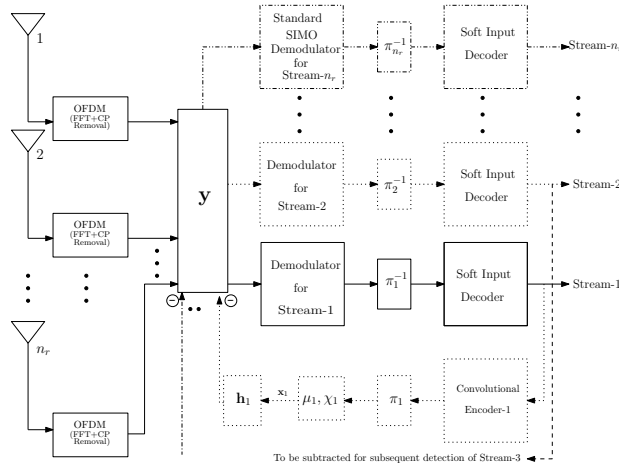 1
OFDM
(FFT+CP
Removal)
2
OFDM
(FFT+CP
Removal)
n_r
OFDM
(FFT+CP
Removal)
y
Standard
SIMO
Demodulator
for
Stream-n_r
π_{n_r}^{-1}
Soft Input
Decoder
Stream-n
Demodulator
for
Stream-2
π_2^{-1}
Soft Input
Decoder
Stream-2
Demodulator
for
Stream-1
π_1^{-1}
Soft Input
Decoder
Stream-1
h_1
x_1
μ_1, χ_1
π_1
Convolutional
Encoder-1
To be subtracted for subsequent detection of Stream-3